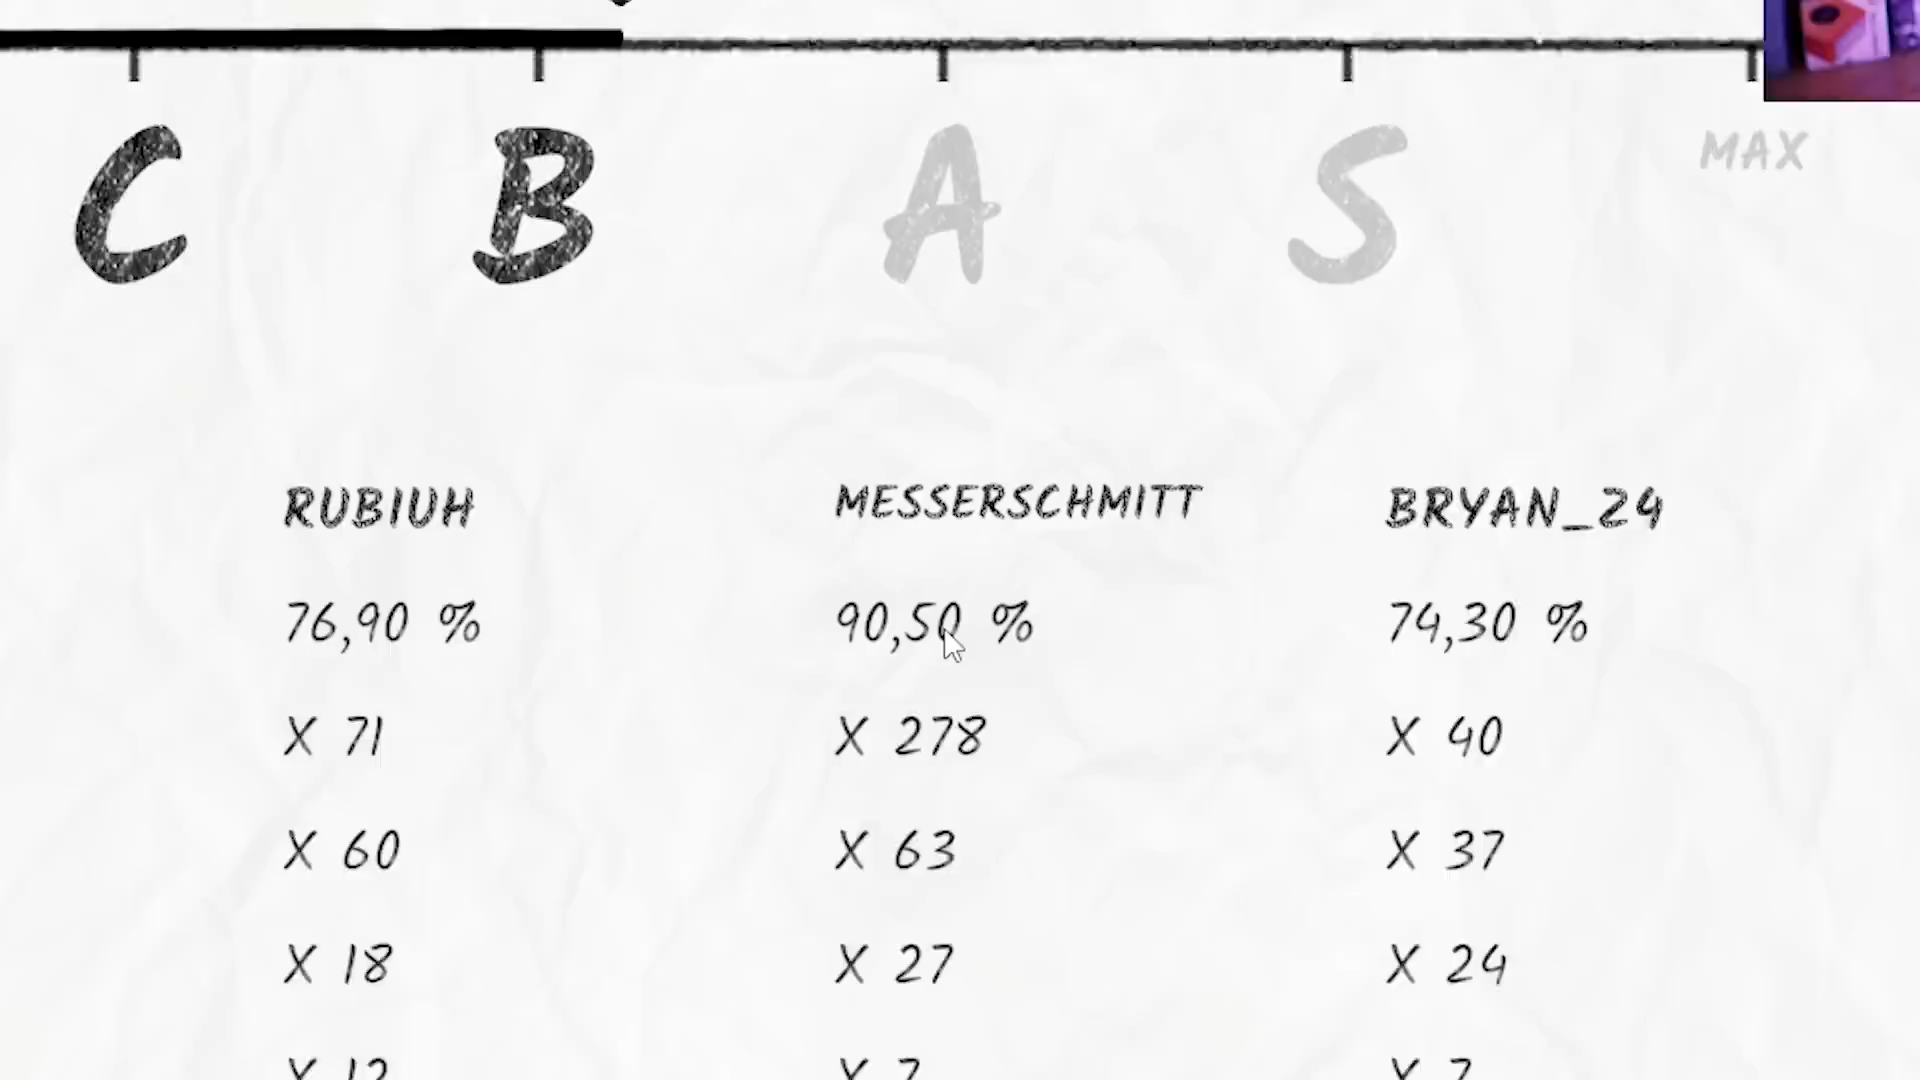 C B A S MAX
RUBIUH MESSERSCHMITT BRYAN_24
76,90 % 90,50 % 74,30 %
X 71 X 278 X 40
X 60 X 63 X 37
X 18 X 27 X 24